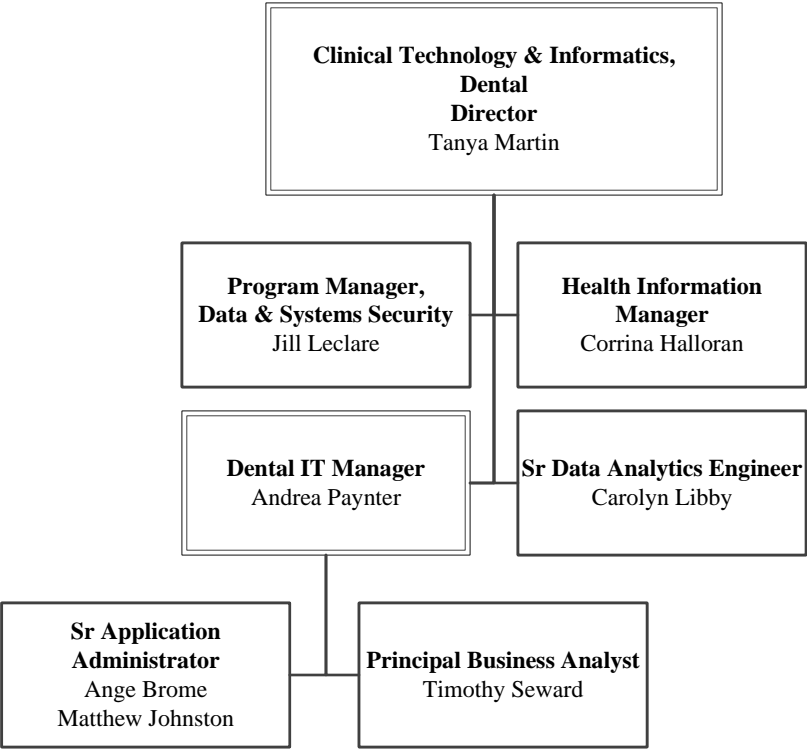 Clinical Technology & Informatics,
Dental
Director
Tanya Martin
Program Manager,
Data & Systems Security
Jill Leclare
Health Information
Manager
Corrina Halloran
Dental IT Manager
Andrea Paynter
Sr Data Analytics Engineer
Carolyn Libby
Sr Application
Administrator
Ange Brome
Matthew Johnston
Principal Business Analyst
Timothy Seward